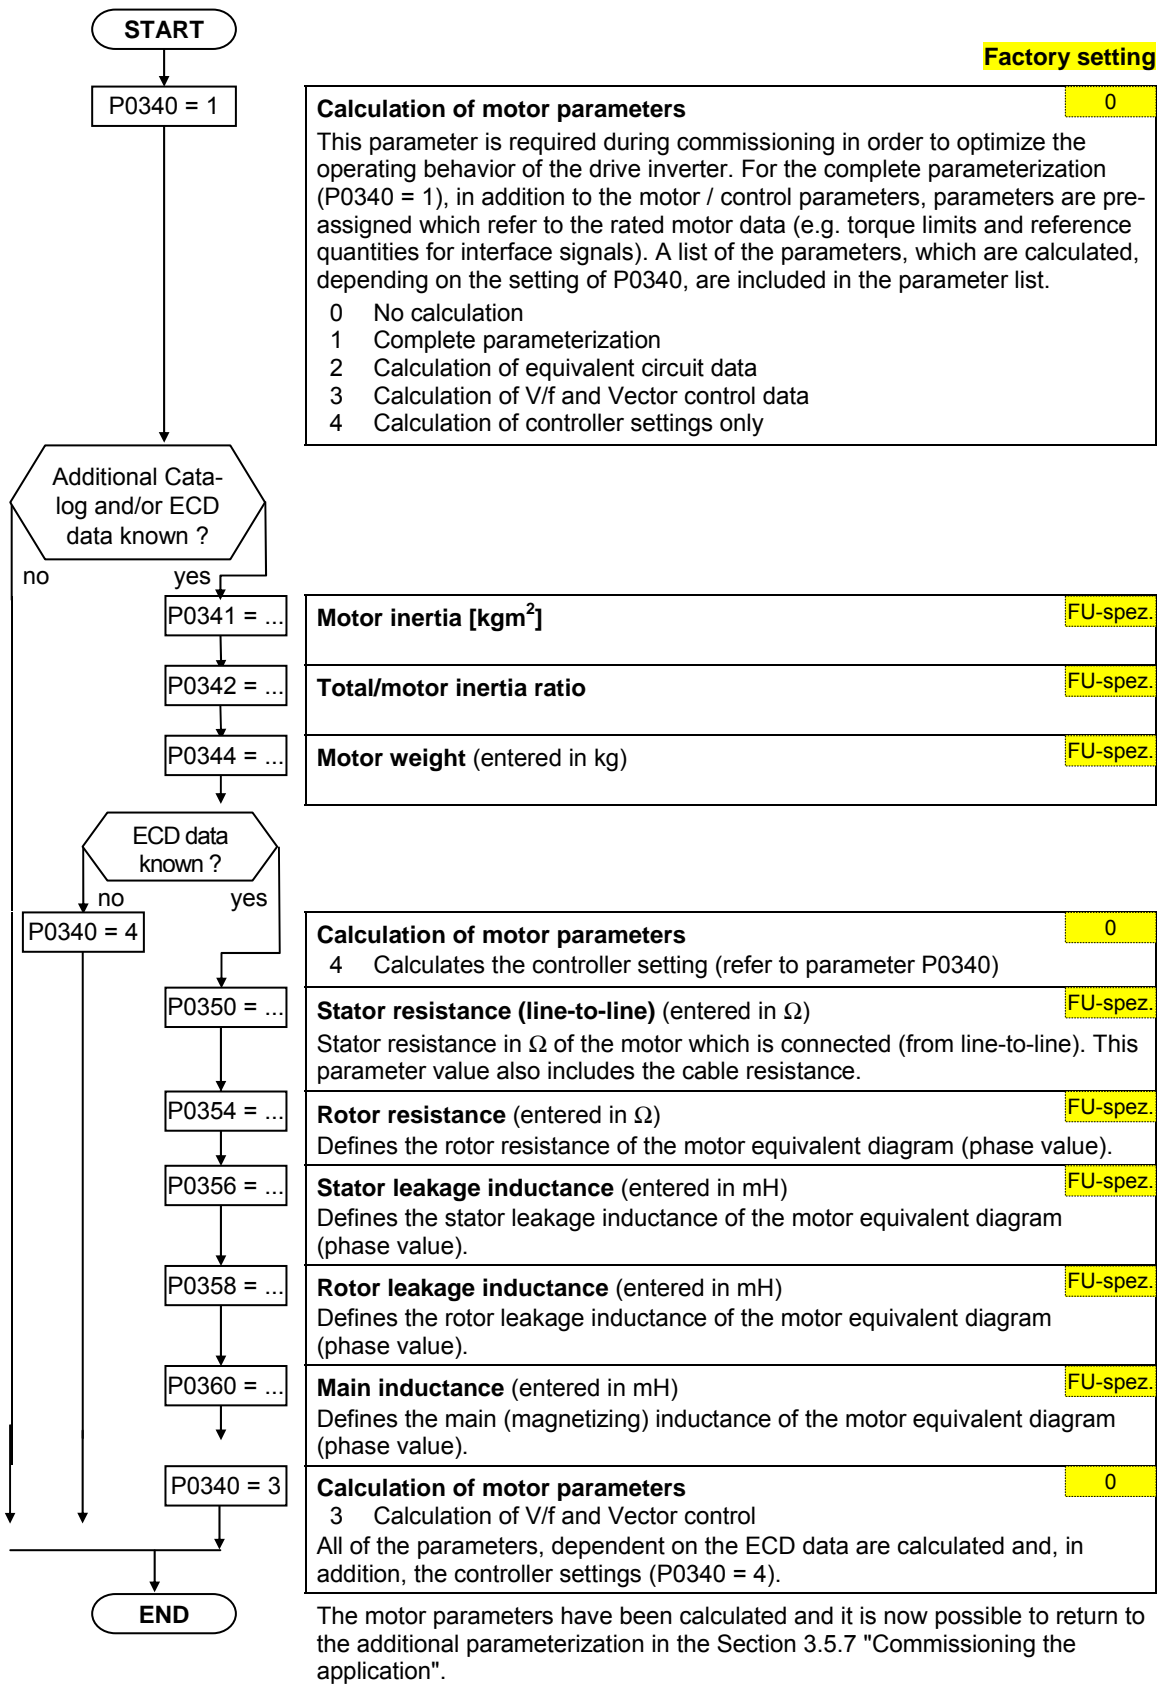 START
Factory setting
P0340 = 1
Calculation of motor parameters
0
This parameter is required during commissioning in order to optimize the
operating behavior of the drive inverter. For the complete parameterization
(P0340 = 1), in addition to the motor / control parameters, parameters are pre-
assigned which refer to the rated motor data (e.g. torque limits and reference
quantities for interface signals). A list of the parameters, which are calculated,
depending on the setting of P0340, are included in the parameter list.
0 No calculation
1 Complete parameterization
2 Calculation of equivalent circuit data
3 Calculation of V/f and Vector control data
4 Calculation of controller settings only
Additional Cata-
log and/or ECD
data known ?
no yes
P0341 = ...
Motor inertia [kgm²]
FU-spez.
P0342 = ...
Total/motor inertia ratio
FU-spez.
P0344 = ...
Motor weight (entered in kg)
FU-spez.
ECD data
known ?
no yes
P0340 = 4
Calculation of motor parameters
0
4 Calculates the controller setting (refer to parameter P0340)
P0350 = ...
Stator resistance (line-to-line) (entered in Ω)
FU-spez.
Stator resistance in Ω of the motor which is connected (from line-to-line). This
parameter value also includes the cable resistance.
P0354 = ...
Rotor resistance (entered in Ω)
FU-spez.
Defines the rotor resistance of the motor equivalent diagram (phase value).
P0356 = ...
Stator leakage inductance (entered in mH)
FU-spez.
Defines the stator leakage inductance of the motor equivalent diagram
(phase value).
P0358 = ...
Rotor leakage inductance (entered in mH)
FU-spez.
Defines the rotor leakage inductance of the motor equivalent diagram
(phase value).
P0360 = ...
Main inductance (entered in mH)
FU-spez.
Defines the main (magnetizing) inductance of the motor equivalent diagram
(phase value).
P0340 = 3
Calculation of motor parameters
0
3 Calculation of V/f and Vector control
All of the parameters, dependent on the ECD data are calculated and, in
addition, the controller settings (P0340 = 4).
END
The motor parameters have been calculated and it is now possible to return to
the additional parameterization in the Section 3.5.7 "Commissioning the
application".